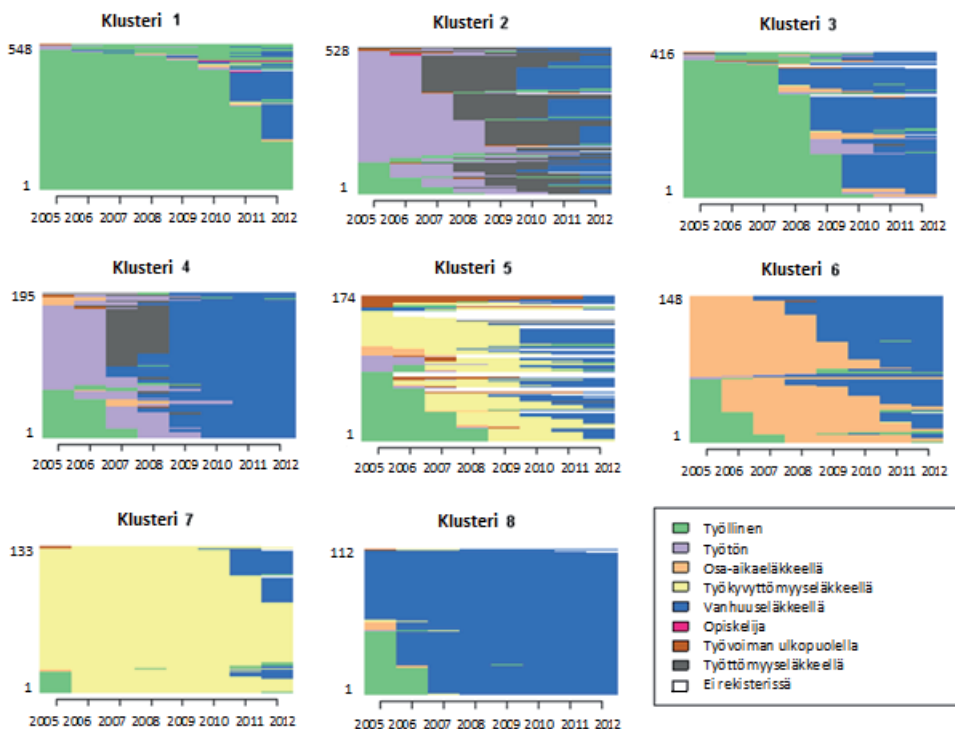 Klusteri 1
548
1
2005 2006 2007 2008 2009 2010 2011 2012
Klusteri 2
528
1
2005 2006 2007 2008 2009 2010 2011 2012
Klusteri 3
416
1
2005 2006 2007 2008 2009 2010 2011 2012
Klusteri 4
195
1
2005 2006 2007 2008 2009 2010 2011 2012
Klusteri 5
174
1
2005 2006 2007 2008 2009 2010 2011 2012
Klusteri 6
148
1
2005 2006 2007 2008 2009 2010 2011 2012
Klusteri 7
133
1
2005 2006 2007 2008 2009 2010 2011 2012
Klusteri 8
112
1
2005 2006 2007 2008 2009 2010 2011 2012
Työllinen
Työtön
Osa-aikaeläkkeellä
Työkyvyttömyyseläkkeellä
Vanhuuseläkkeellä
Opiskelija
Työvoiman ulkopuolella
Työttömyyseläkkeellä
Ei rekisterissä